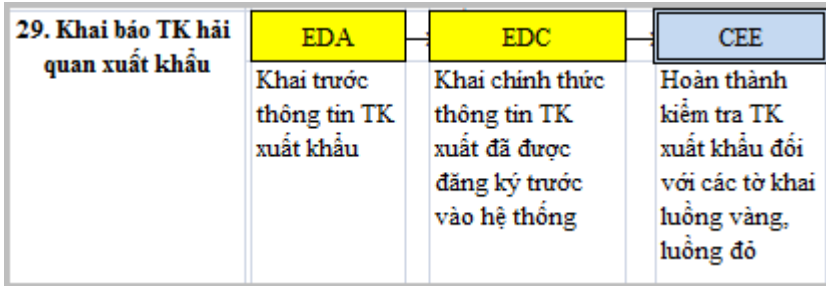 29. Khai báo TK hải
quan xuất khẩu
EDA
EDC
CEE
Khai trước
thông tin TK
xuất khẩu
Khai chính thức
thông tin TK
xuất đã được
đăng ký trước
vào hệ thống
Hoàn thành
kiểm tra TK
xuất khẩu đối
với các tờ khai
luồng vàng,
luồng đỏ